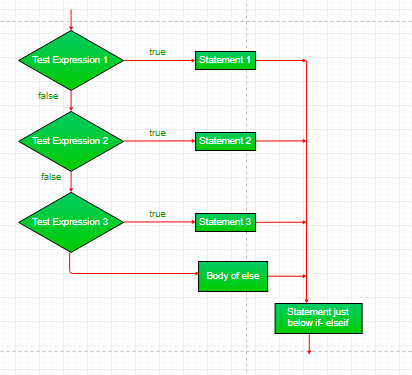 Test Expression 1
true
Statement 1
false
Test Expression 2
true
Statement 2
false
Test Expression 3
true
Statement 3
Body of else
Statement just
below if- elseif